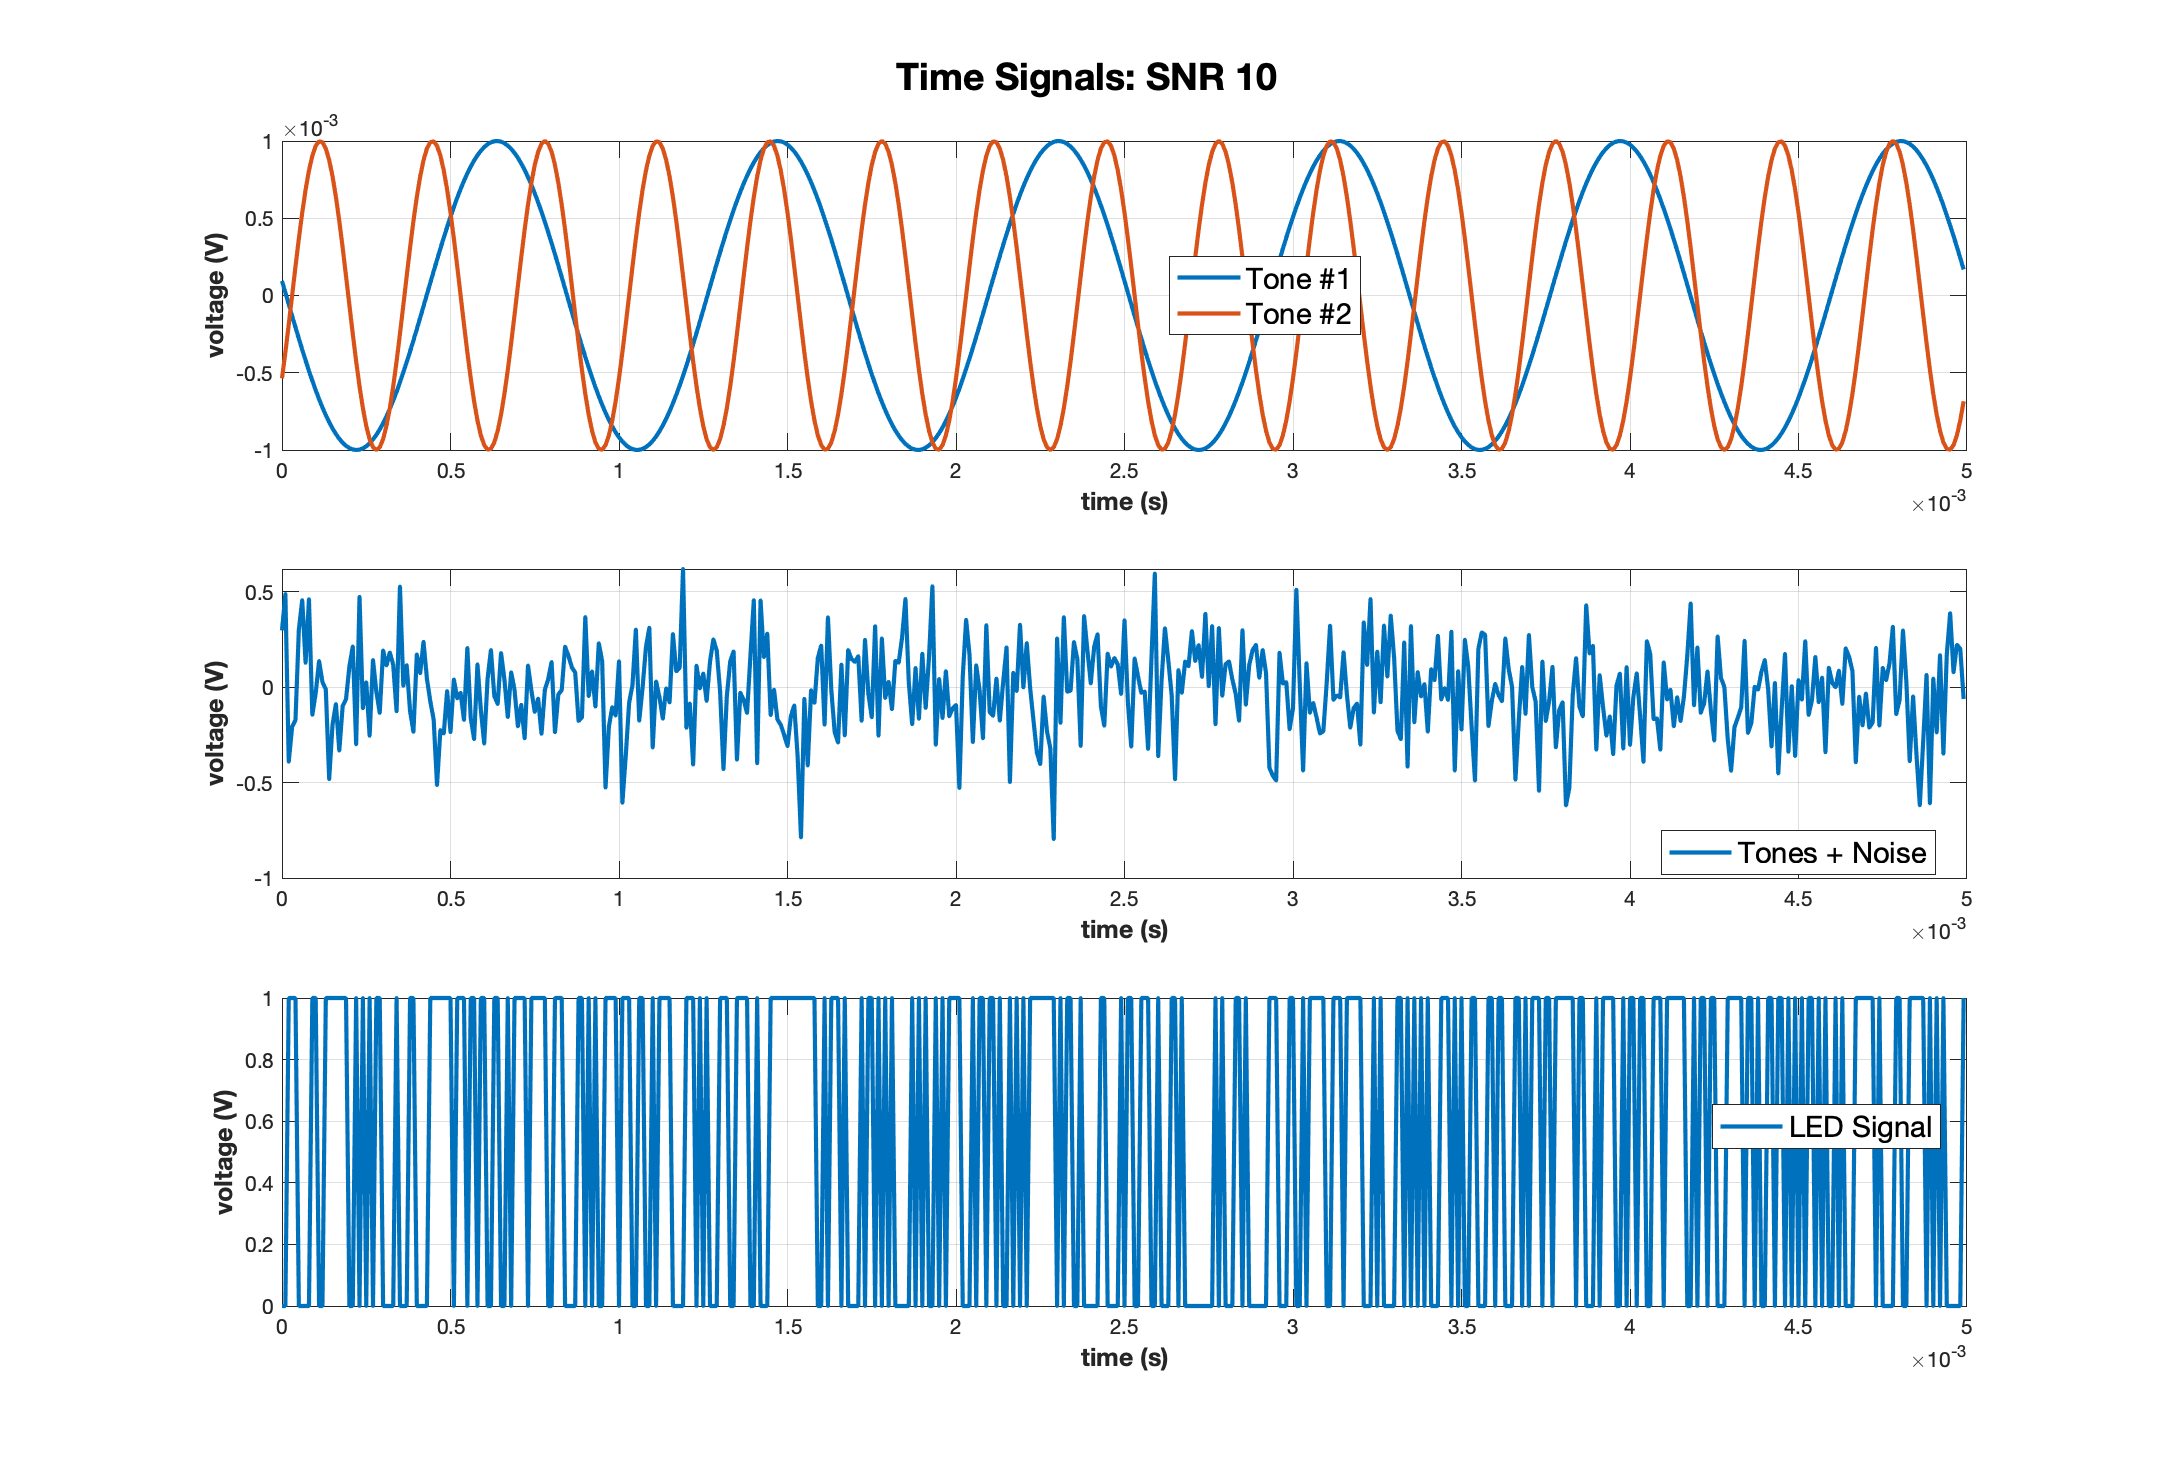 Time Signals: SNR 10
×10-3
1
0.5
0
-0.5
-1
voltage (V)
Tone #1
Tone #2
0 0.5 1 1.5 2 2.5 3 3.5 4 4.5 5
time (s)
×10-3
0.5
0
-0.5
-1
voltage (V)
Tones + Noise
0 0.5 1 1.5 2 2.5 3 3.5 4 4.5 5
time (s)
×10-3
1
0.8
0.6
0.4
0.2
0
voltage (V)
LED Signal
0 0.5 1 1.5 2 2.5 3 3.5 4 4.5 5
time (s)
×10-3